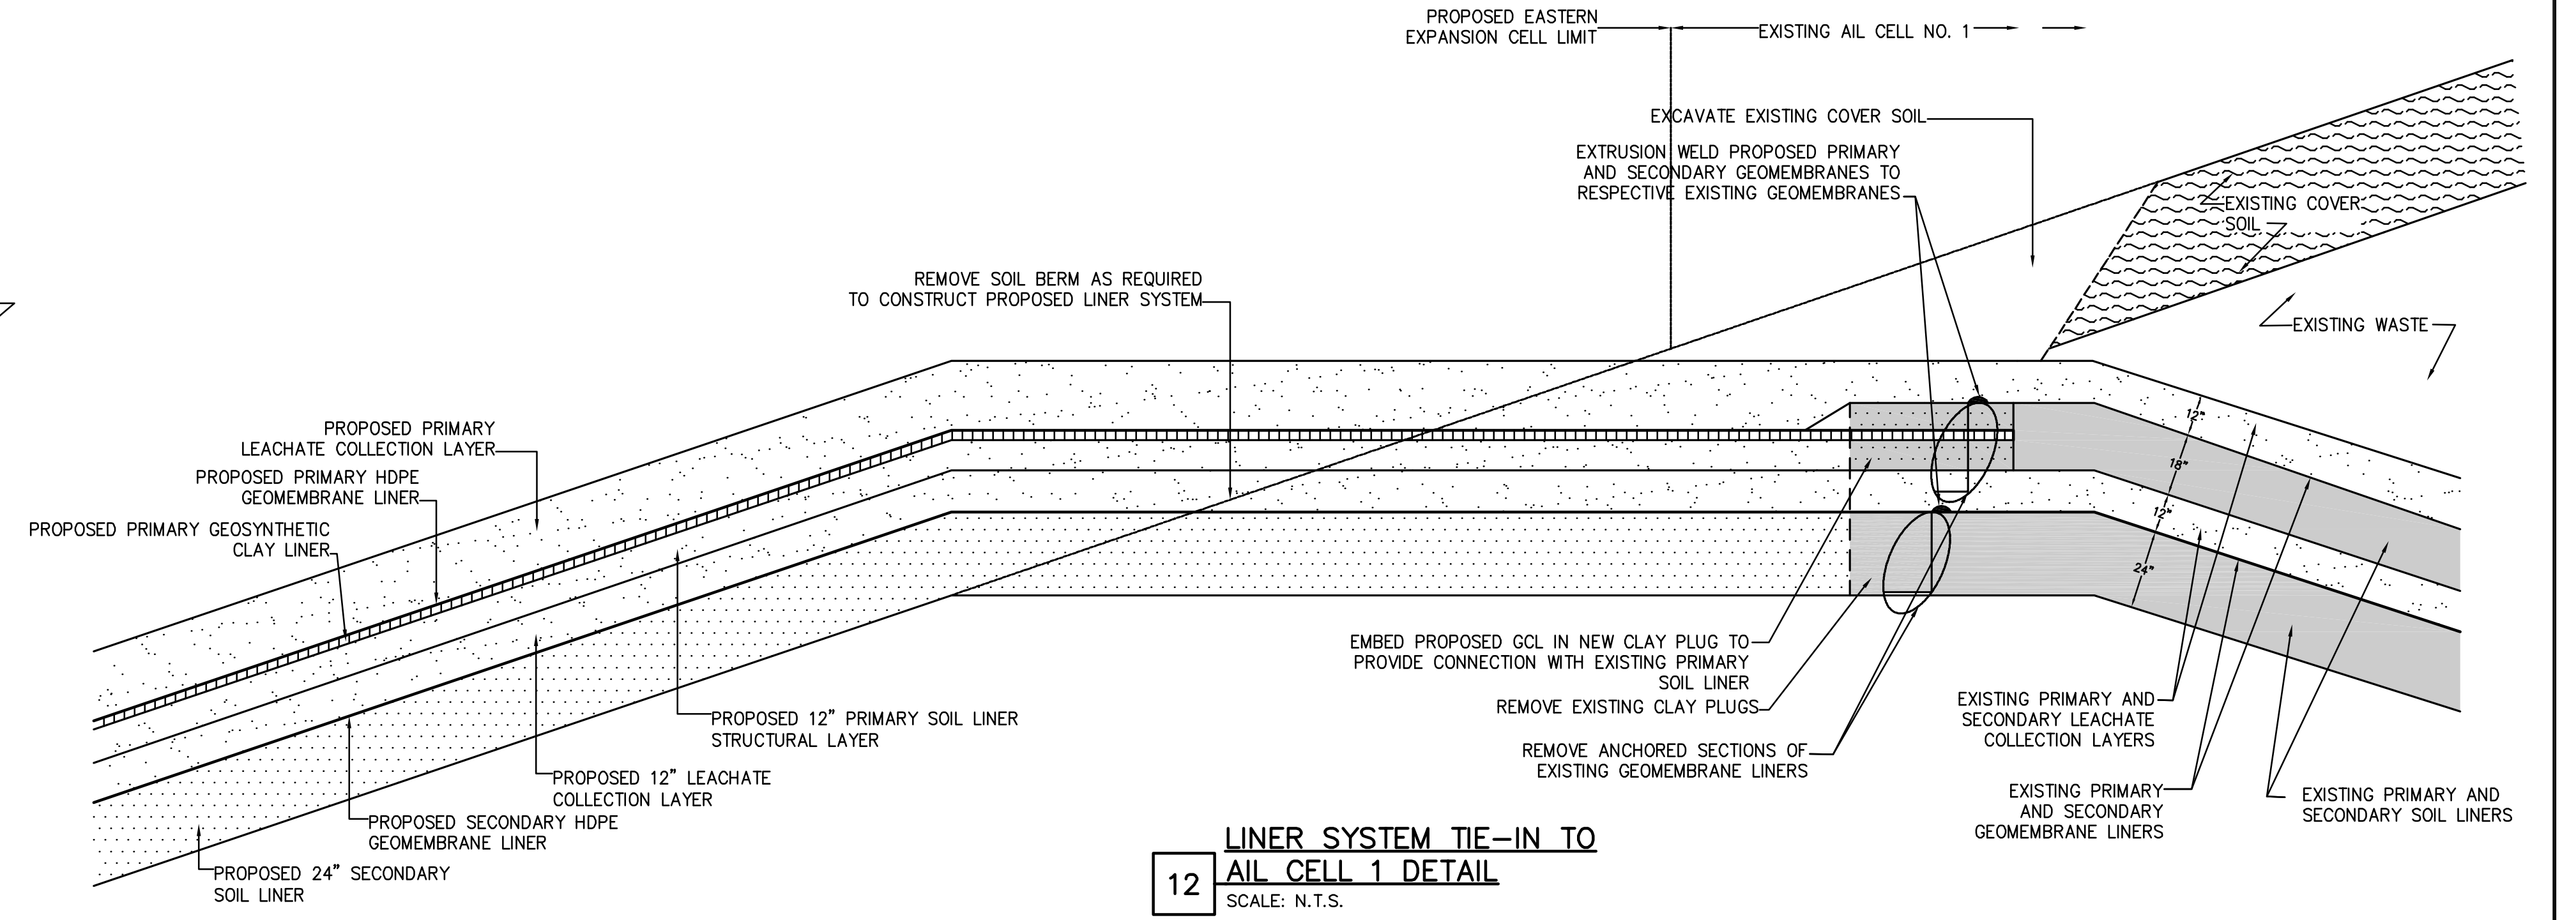 PROPOSED EASTERN
EXPANSION CELL LIMIT
EXISTING AIL CELL NO. 1
EXCAVATE EXISTING COVER SOIL
EXTRUSION WELD PROPOSED PRIMARY
AND SECONDARY GEOMEMBRANES TO
RESPECTIVE EXISTING GEOMEMBRANES
EXISTING COVER
SOIL
REMOVE SOIL BERM AS REQUIRED
TO CONSTRUCT PROPOSED LINER SYSTEM
EXISTING WASTE
PROPOSED PRIMARY
LEACHATE COLLECTION LAYER
PROPOSED PRIMARY HDPE
GEOMEMBRANE LINER
PROPOSED PRIMARY GEOSYNTHETIC
CLAY LINER
12"
18"
12"
24"
EMBED PROPOSED GCL IN NEW CLAY PLUG TO
PROVIDE CONNECTION WITH EXISTING PRIMARY
SOIL LINER
REMOVE EXISTING CLAY PLUGS
REMOVE ANCHORED SECTIONS OF
EXISTING GEOMEMBRANE LINERS
EXISTING PRIMARY AND
SECONDARY LEACHATE
COLLECTION LAYERS
EXISTING PRIMARY
AND SECONDARY
GEOMEMBRANE LINERS
EXISTING PRIMARY AND
SECONDARY SOIL LINERS
PROPOSED 12" PRIMARY SOIL LINER
STRUCTURAL LAYER
PROPOSED 12" LEACHATE
COLLECTION LAYER
PROPOSED SECONDARY HDPE
GEOMEMBRANE LINER
PROPOSED 24" SECONDARY
SOIL LINER
12
LINER SYSTEM TIE-IN TO
AIL CELL 1 DETAIL
SCALE: N.T.S.